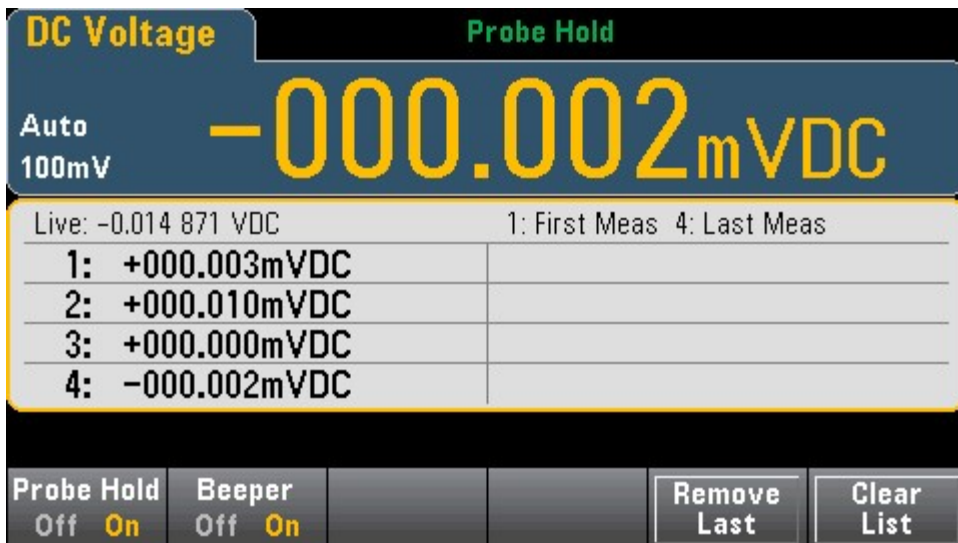 DC Voltage
Probe Hold
Auto
100mV
−000.002mVDC
Live: -0.014 871 VDC
1: First Meas 4: Last Meas
1: +000.003mVDC
2: +000.010mVDC
3: +000.000mVDC
4: −000.002mVDC
Probe Hold
Off On
Beeper
Off On
Remove
Last
Clear
List